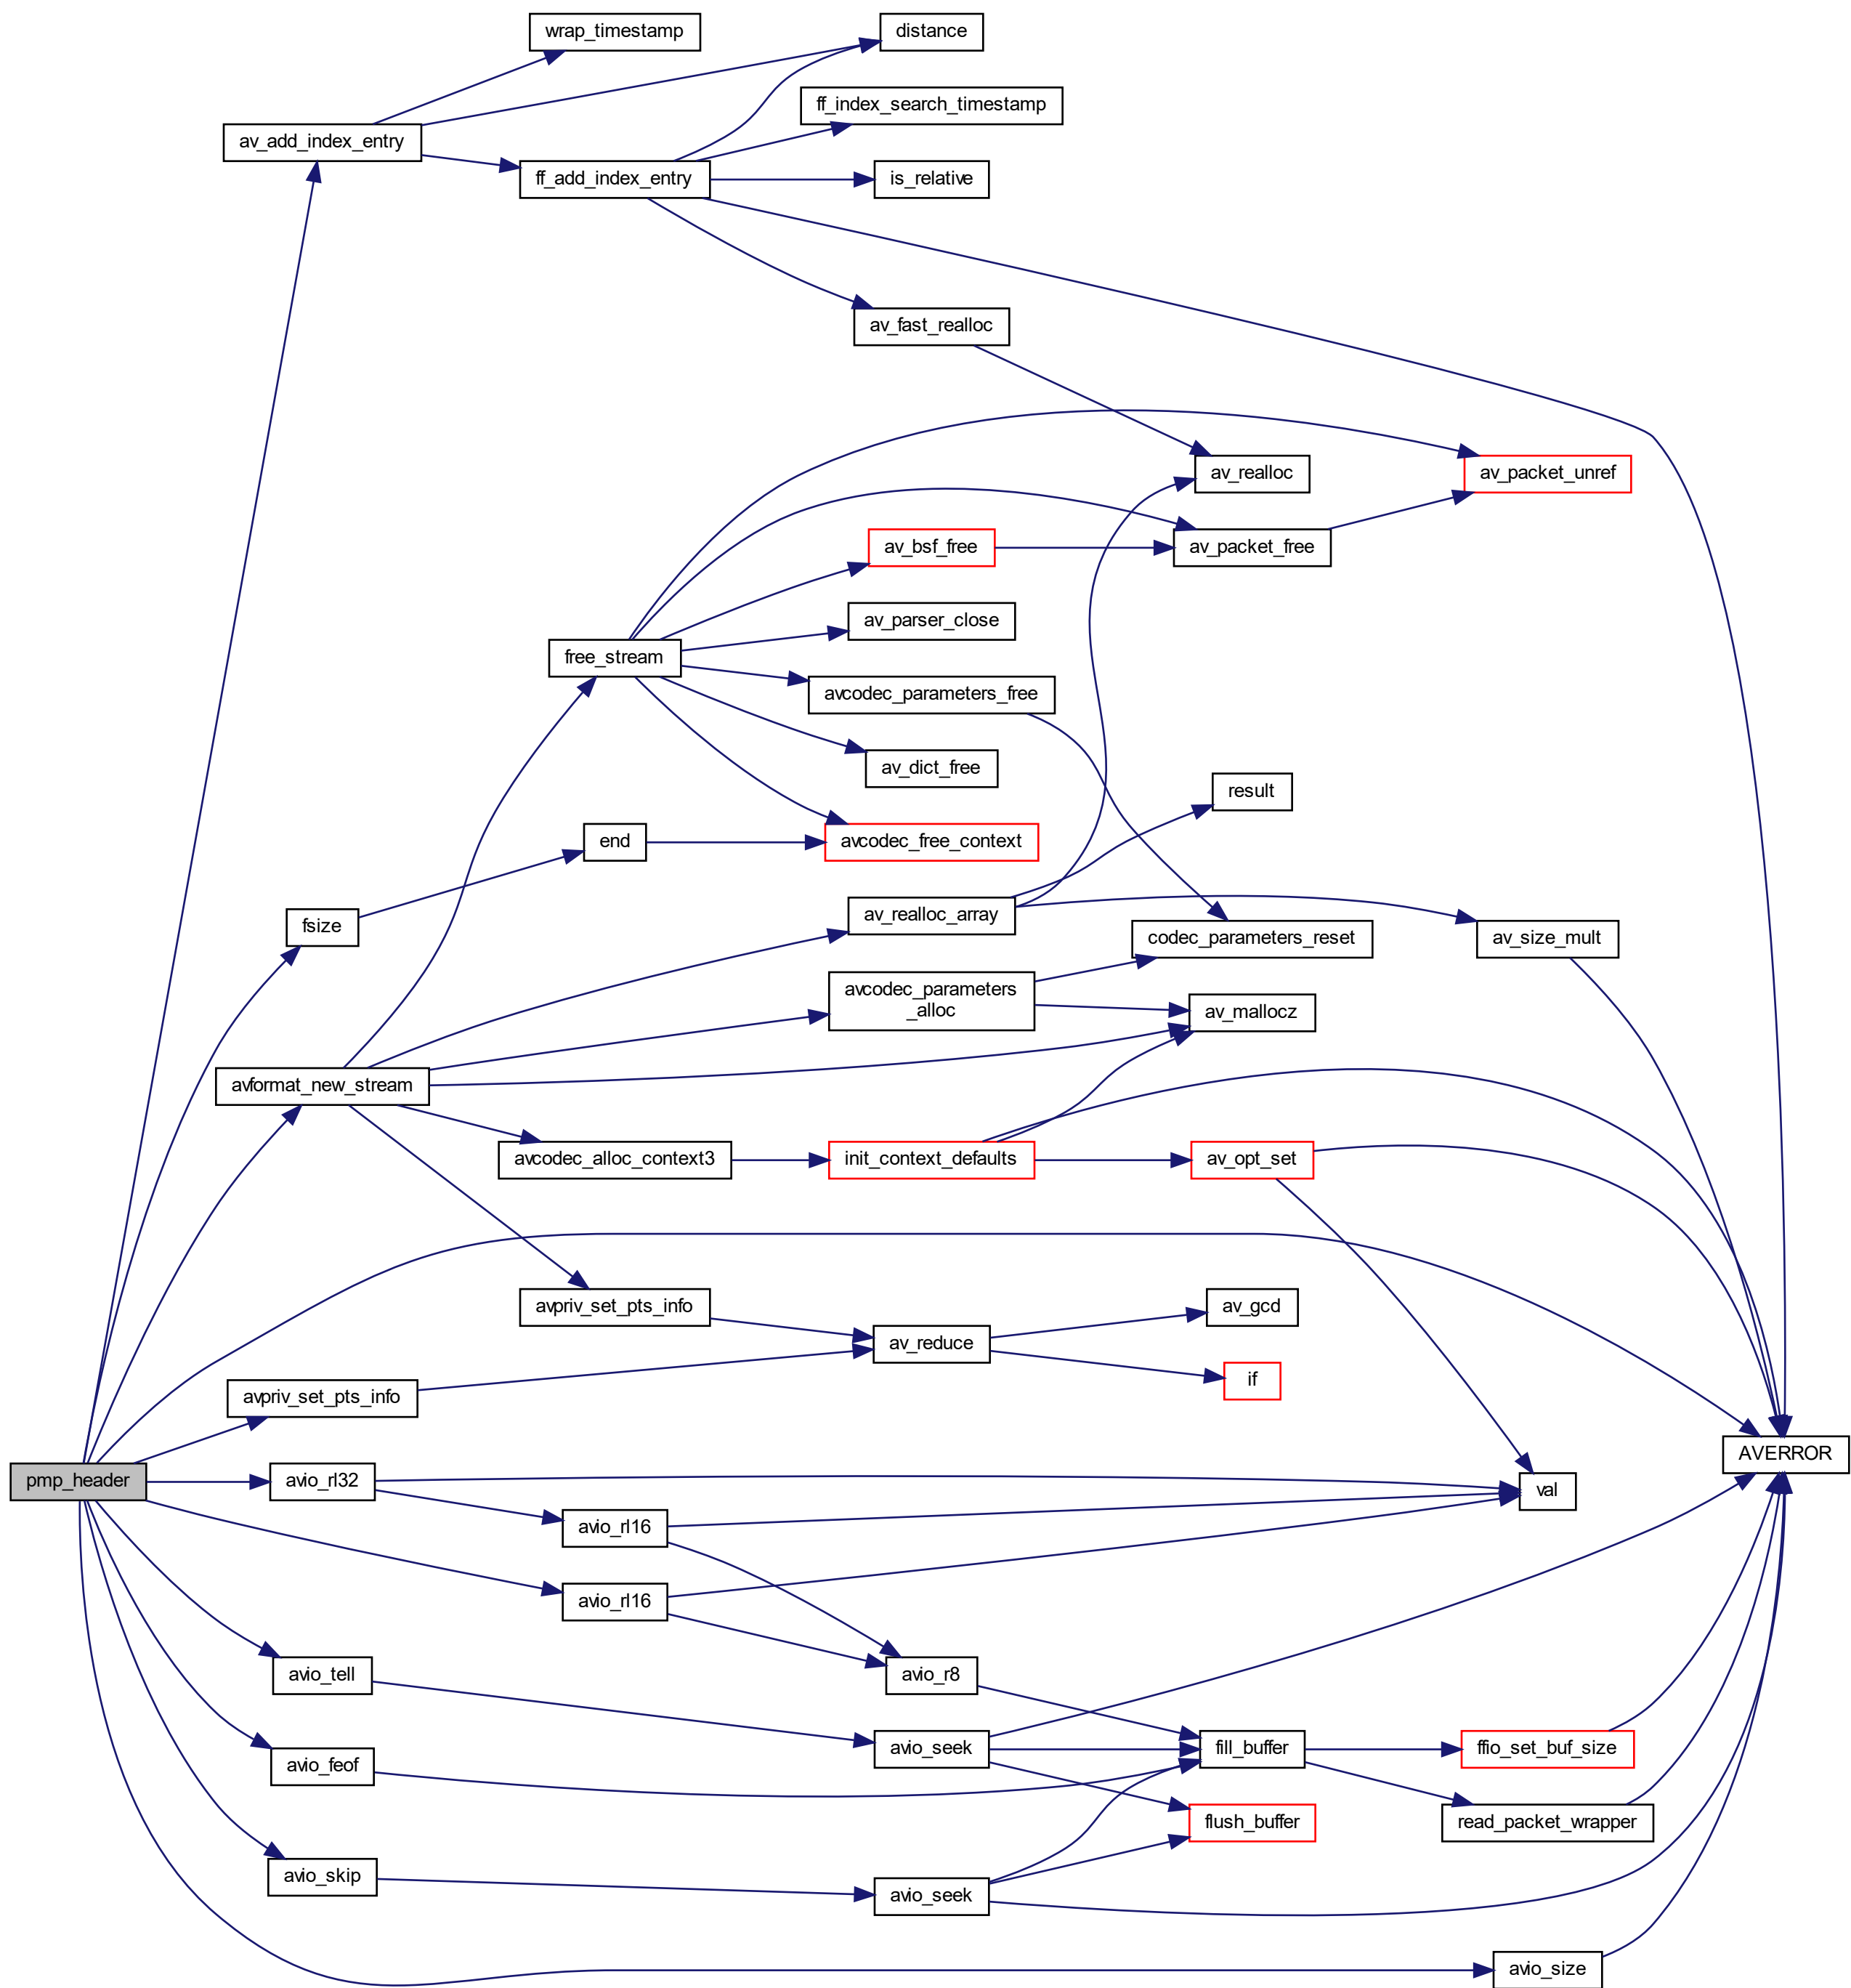 wrap_timestamp
distance
ff_index_search_timestamp
av_add_index_entry
ff_add_index_entry
is_relative
av_fast_realloc
av_realloc
av_packet_unref
av_bsf_free
av_packet_free
av_parser_close
free_stream
avcodec_parameters_free
av_dict_free
result
end
avcodec_free_context
fsize
av_realloc_array
codec_parameters_reset
av_size_mult
avcodec_parameters
_alloc
av_mallocz
avformat_new_stream
avcodec_alloc_context3
init_context_defaults
av_opt_set
avpriv_set_pts_info
av_gcd
av_reduce
if
avpriv_set_pts_info
AVERROR
pmp_header
avio_rl32
val
avio_rl16
avio_rl16
avio_tell
avio_r8
avio_seek
fill_buffer
ffio_set_buf_size
avio_feof
flush_buffer
read_packet_wrapper
avio_skip
avio_seek
avio_size